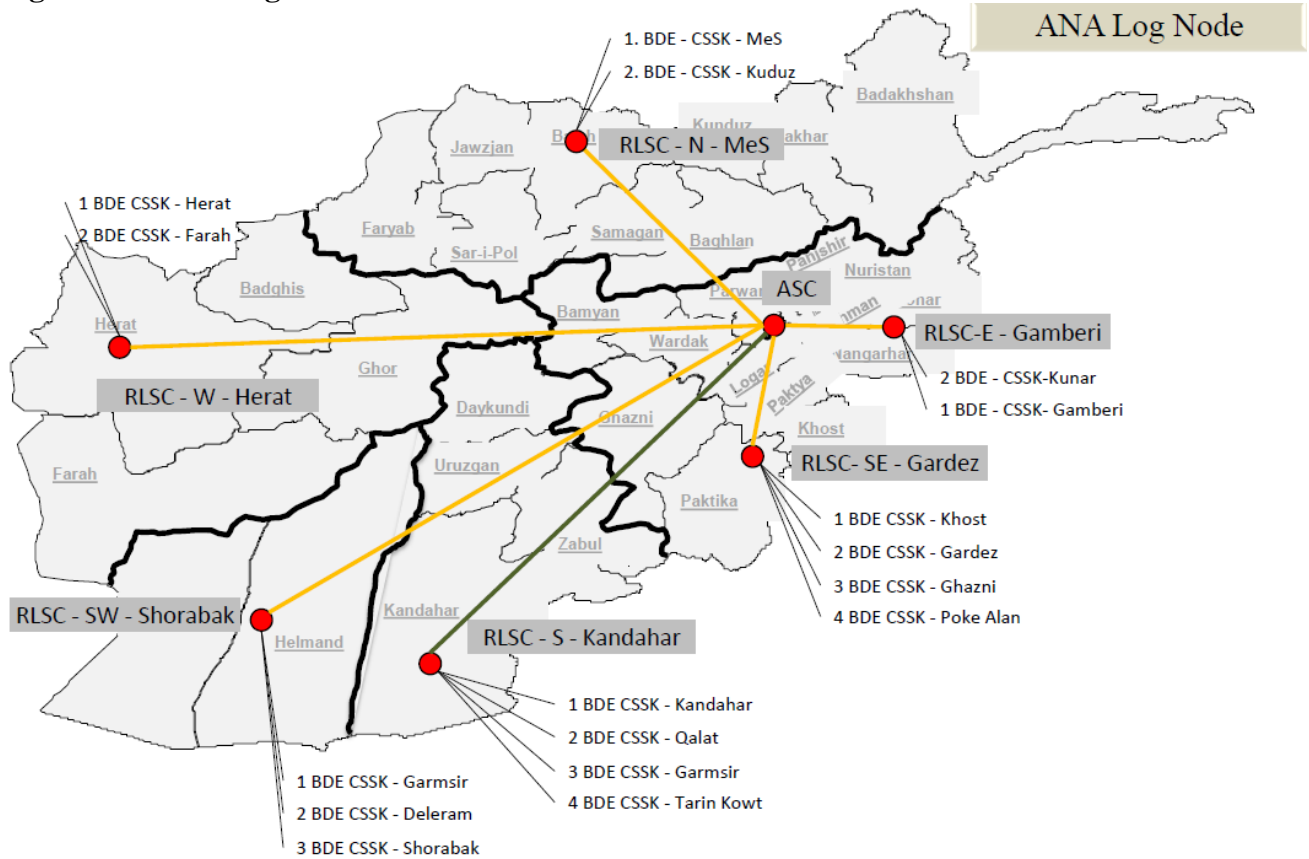 ANA Log Node
1. BDE - CSSK - MeS
2. BDE - CSSK - Kuduz
Badakhshan
Kunduz
Jawzjan
RLSC - N - MeS
1 BDE CSSK - Herat
2 BDE CSSK - Farah
Faryab
Sar-i-Pol
Samagan
Baghlan
Panjshir
Nuristan
Badghis
ASC
Bamyan
Herat
Wardak
RLSC-E - Gamberi
Ghor
RLSC - W - Herat
2 BDE - CSSK-Kunar
1 BDE - CSSK- Gamberi
Daykundi
Paktya
Ghazni
Khost
Farah
Uruzgan
RLSC- SE - Gardez
Paktika
1 BDE CSSK - Khost
2 BDE CSSK - Gardez
3 BDE CSSK - Ghazni
4 BDE CSSK - Poke Alan
Zabul
RLSC - SW - Shorabak
Kandahar
Helmand
RLSC - S - Kandahar
1 BDE CSSK - Kandahar
2 BDE CSSK - Qalat
3 BDE CSSK - Garmsir
4 BDE CSSK - Tarin Kowt
1 BDE CSSK - Garmsir
2 BDE CSSK - Deleram
3 BDE CSSK - Shorabak